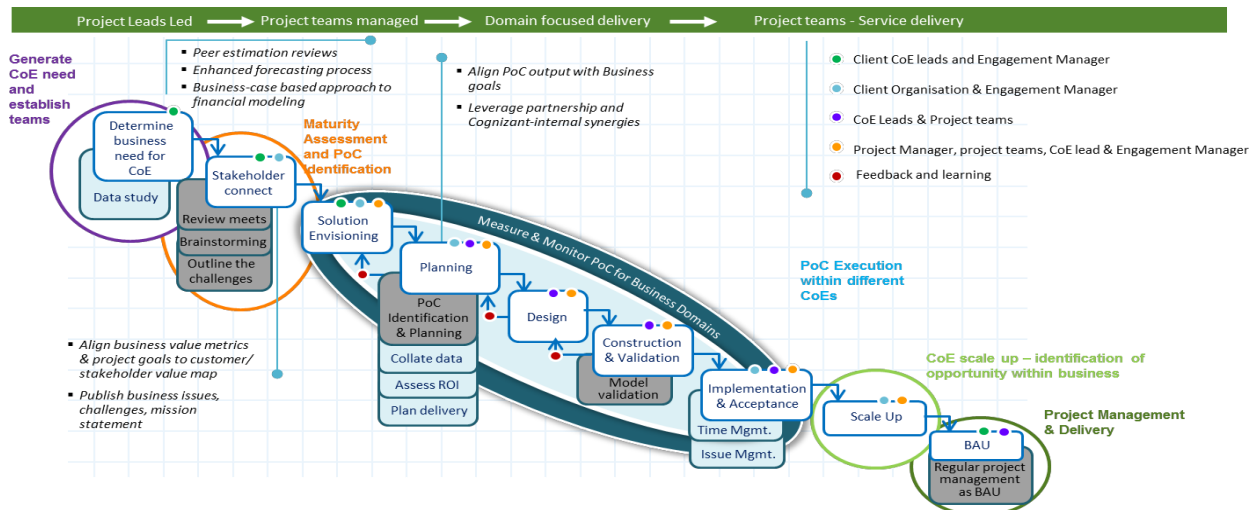 Project Leads Led
Project teams managed
Domain focused delivery
Project teams - Service delivery
Generate
CoE need
and
establish
teams
▪ Peer estimation reviews
▪ Enhanced forecasting process
▪ Business-case based approach to
financial modeling
▪ Align PoC output with Business
goals
▪ Leverage partnership and
Cognizant-internal synergies
Client CoE leads and Engagement Manager
Client Organisation & Engagement Manager
CoE Leads & Project teams
Project Manager, project teams, CoE lead & Engagement Manager
Feedback and learning
Determine
business
need for
CoE
Data study
Maturity
Assessment
and PoC
Identification
Stakeholder
connect
Review meets
Brainstorming
Outline the
challenges
Solution
Envisioning
Measure & Monitor PoC for Business Domains
Planning
PoC
Identification
& Planning
Collate data
Assess ROI
Plan delivery
Design
Construction
& Validation
Model
validation
PoC Execution
within different
CoEs
▪ Align business value metrics
& project goals to customer/
stakeholder value map
▪ Publish business issues,
challenges, mission
statement
Implementation
& Acceptance
Time Mgmt.
Issue Mgmt.
CoE scale up – identification of
opportunity within business
Scale Up
Project Management
& Delivery
BAU
Regular project
management
as BAU